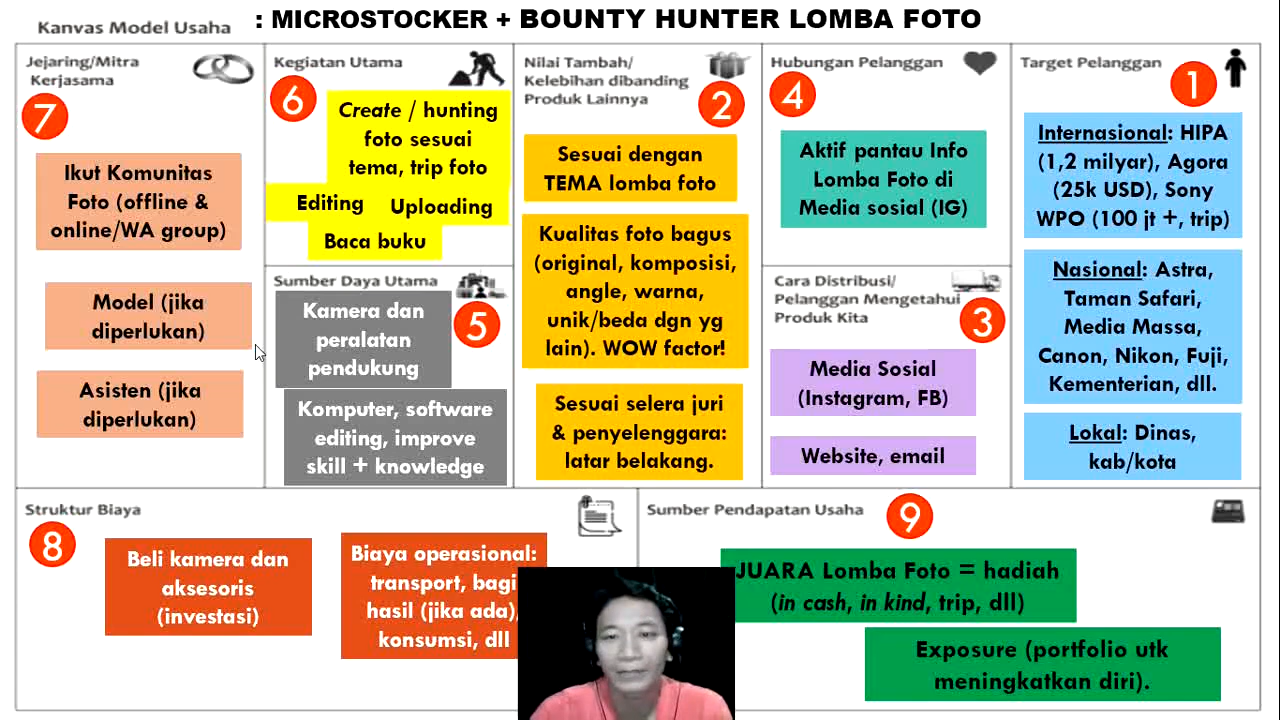 Kanvas Model Usaha : MICROSTOCKER + BOUNTY HUNTER LOMBA FOTO
Jejaring/Mitra
Kerjasama
7
Ikut Komunitas
Foto (offline &
online/WA group)
Model (jika
diperlukan)
Asisten (jika
diperlukan)
Kegiatan Utama
6
Create / hunting
foto sesuai
tema, trip foto
Editing Uploading
Baca buku
Sumber Daya Utama
5
Kamera dan
peralatan
pendukung
Komputer, software
editing, improve
skill + knowledge
Nilai Tambah/
Kelebihan dibanding
Produk Lainnya
2
Sesuai dengan
TEMA lomba foto
Kualitas foto bagus
(original, komposisi,
angle, warna,
unik/beda dgn yg
lain). WOW factor!
Sesuai selera juri
& penyelenggara:
latar belakang.
Hubungan Pelanggan
4
Aktif pantau Info
Lomba Foto di
Media sosial (IG)
Cara Distribusi/
Pelanggan Mengetahui
Produk Kita
3
Media Sosial
(Instagram, FB)
Website, email
Target Pelanggan
1
Internasional: HIPA
(1,2 milyar), Agora
(25k USD), Sony
WPO (100 jt +, trip)
Nasional: Astra,
Taman Safari,
Media Massa,
Canon, Nikon, Fuji,
Kementerian, dll.
Lokal: Dinas,
kab/kota
Struktur Biaya
8
Beli kamera dan
aksesoris
(investasi)
Biaya operasional:
transport, bagi
hasil (jika ada),
konsumsi, dll
Sumber Pendapatan Usaha
9
JUARA Lomba Foto = hadiah
(in cash, in kind, trip, dll)
Exposure (portfolio utk
meningkatkan diri).